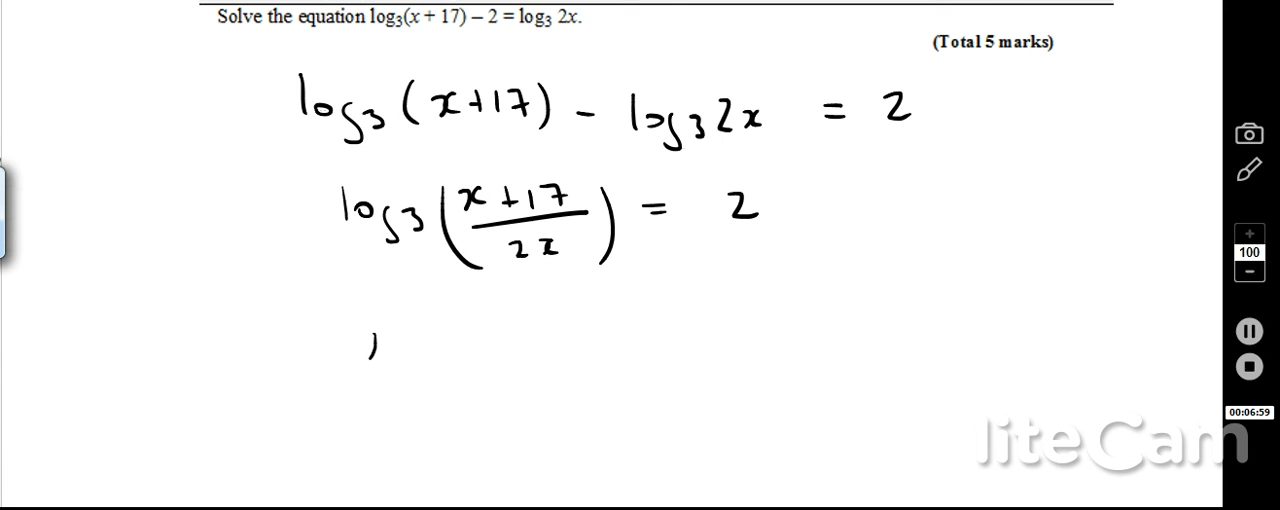 Solve the equation log₃(x + 17) – 2 = log₃ 2x.
(Total 5 marks)
log₃(x+17) - log₃2x = 2
log₃((x+17)/(2x)) = 2
)
+
100
−
00:06:59
liteCam